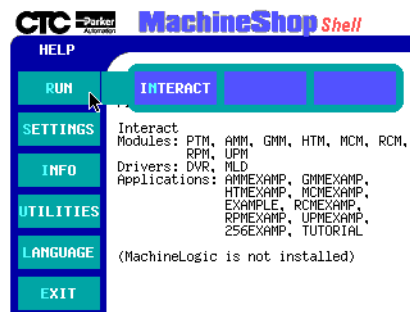 CTC Parker Automation MachineShop Shell
HELP
RUN
INTERACT
SETTINGS
Interact
Modules: PTM, AMM, GMM, HTM, MCM, RCM,
RPM, UPM
Drivers: DVR, MLD
Applications: AMMEXAMP, GMMEXAMP,
HTMEXAMP, MCMEXAMP,
EXAMPLE, RCMEXAMP,
RPMEXAMP, UPMEXAMP,
256EXAMP, TUTORIAL
(MachineLogic is not installed)
INFO
UTILITIES
LANGUAGE
EXIT